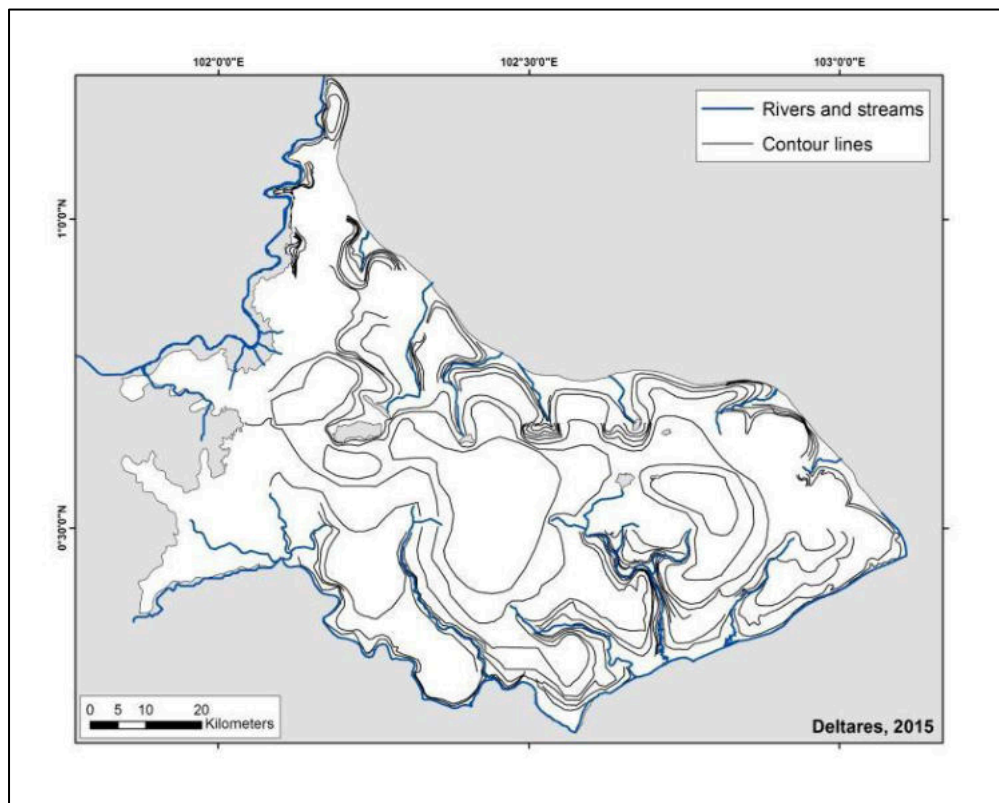 102°0'0"E 102°30'0"E 103°0'0"E
Rivers and streams
Contour lines
1°0'0"N
0°30'0"N
0 5 10 20
Kilometers
Deltares, 2015